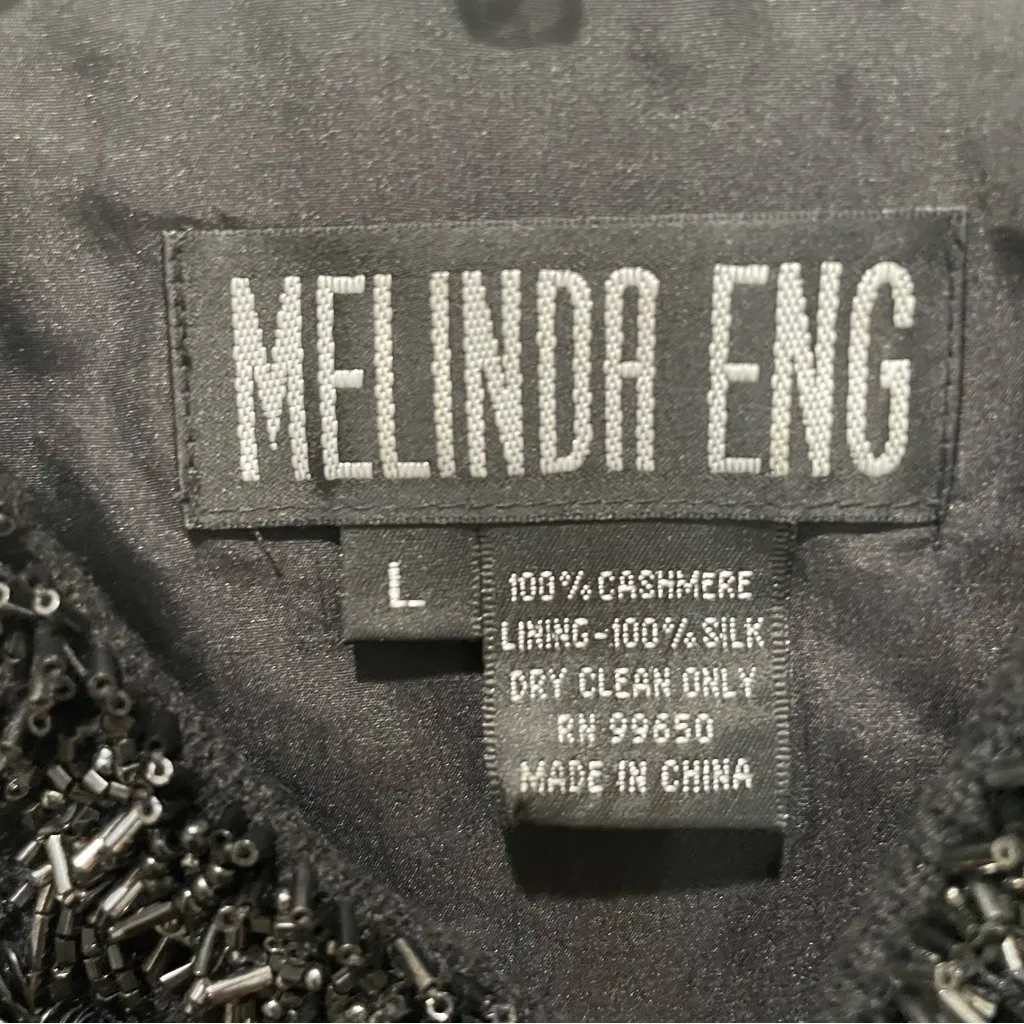 MELINDA ENG
L
100% CASHMERE
LINING-100% SILK
DRY CLEAN ONLY
RN 99650
MADE IN CHINA